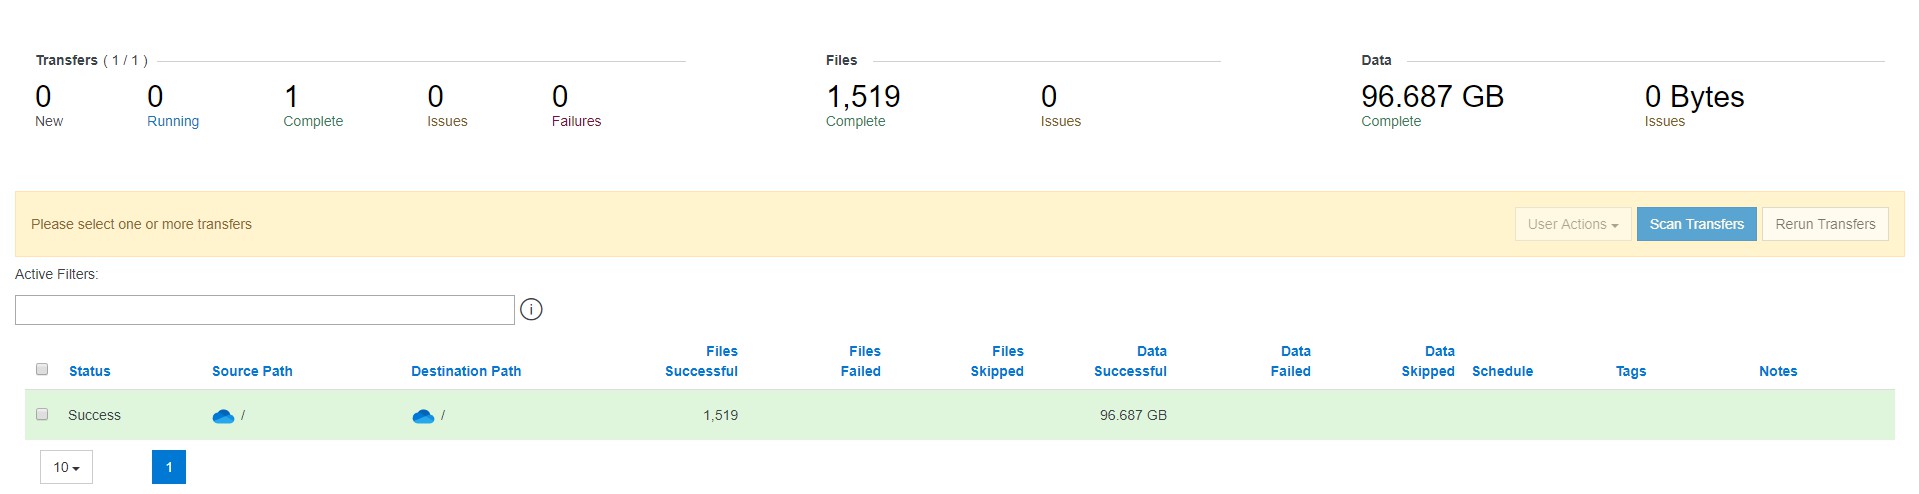 Transfers ( 1 / 1 )
0 0 1 0 0
New Running Complete Issues Failures
Files
1,519 0
Complete Issues
Data
96.687 GB 0 Bytes
Complete Issues
Please select one or more transfers
User Actions Scan Transfers Rerun Transfers
Active Filters:
i
Status Source Path Destination Path Files Successful Files Failed Files Skipped Data Successful Data Failed Data Skipped Schedule Tags Notes
Success / / 1,519 96.687 GB
10 1